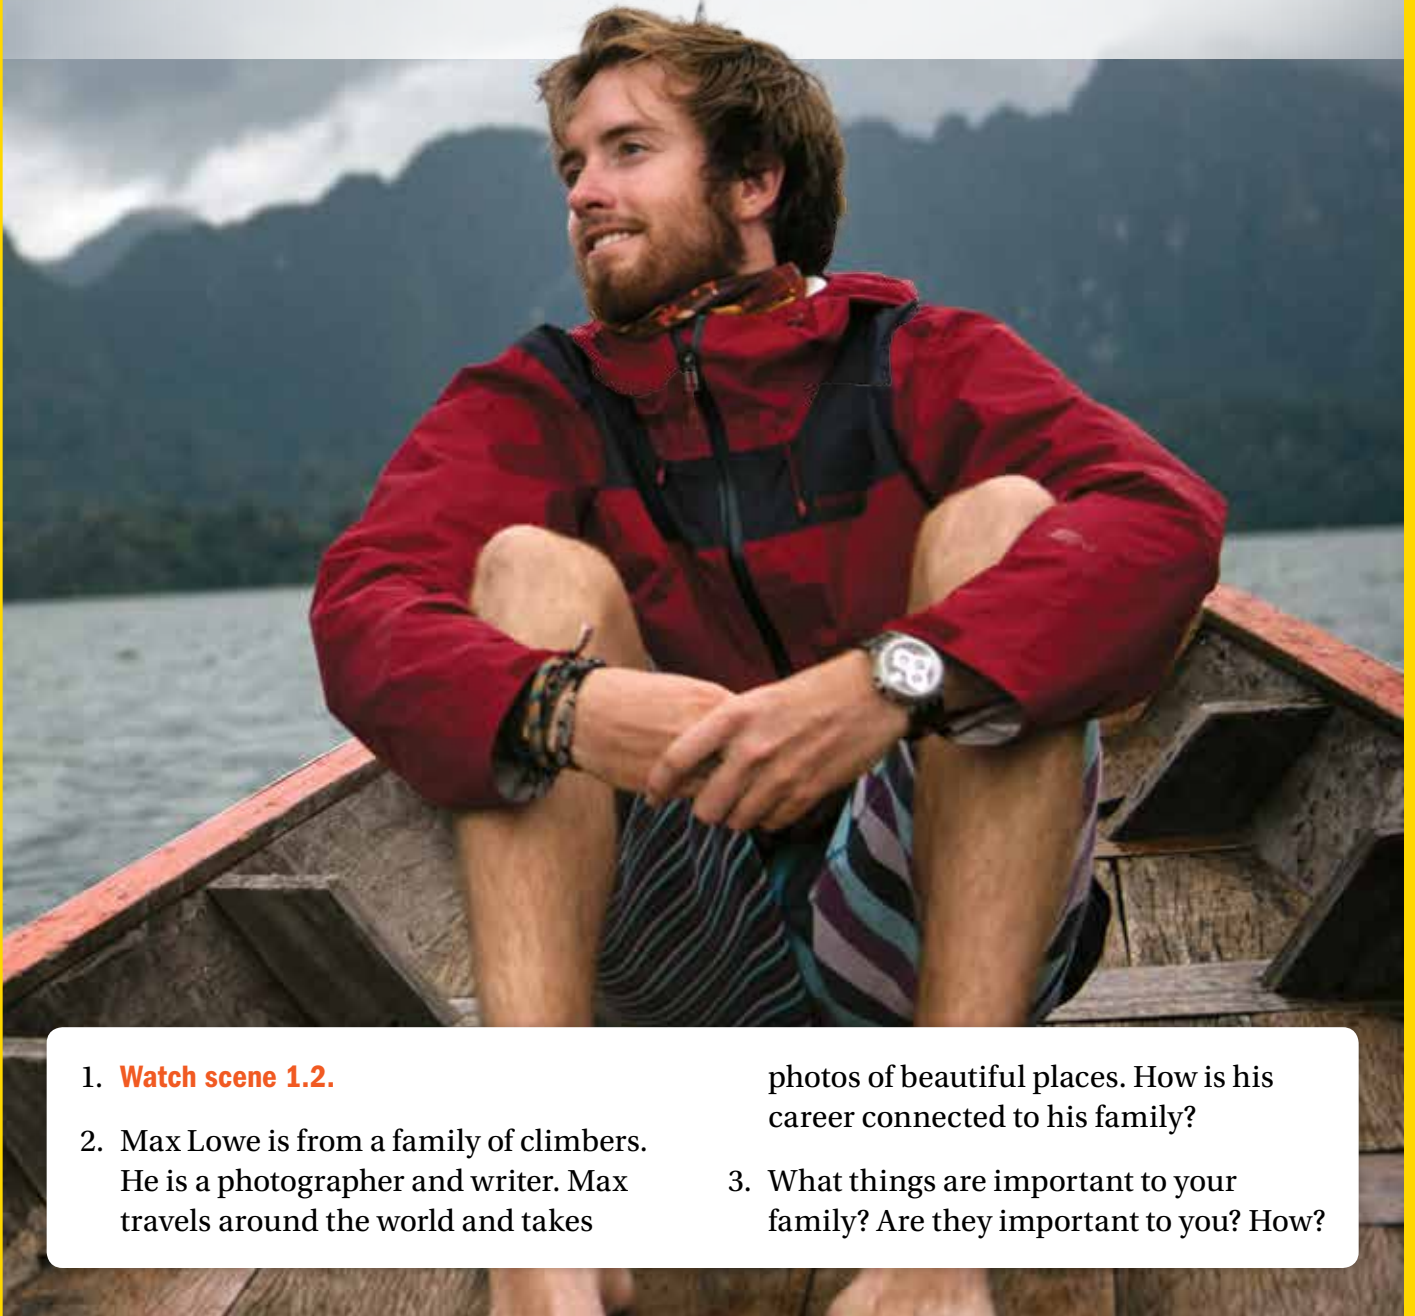 1. Watch scene 1.2.
2. Max Lowe is from a family of climbers.
He is a photographer and writer. Max
travels around the world and takes
photos of beautiful places. How is his
career connected to his family?
3. What things are important to your
family? Are they important to you? How?